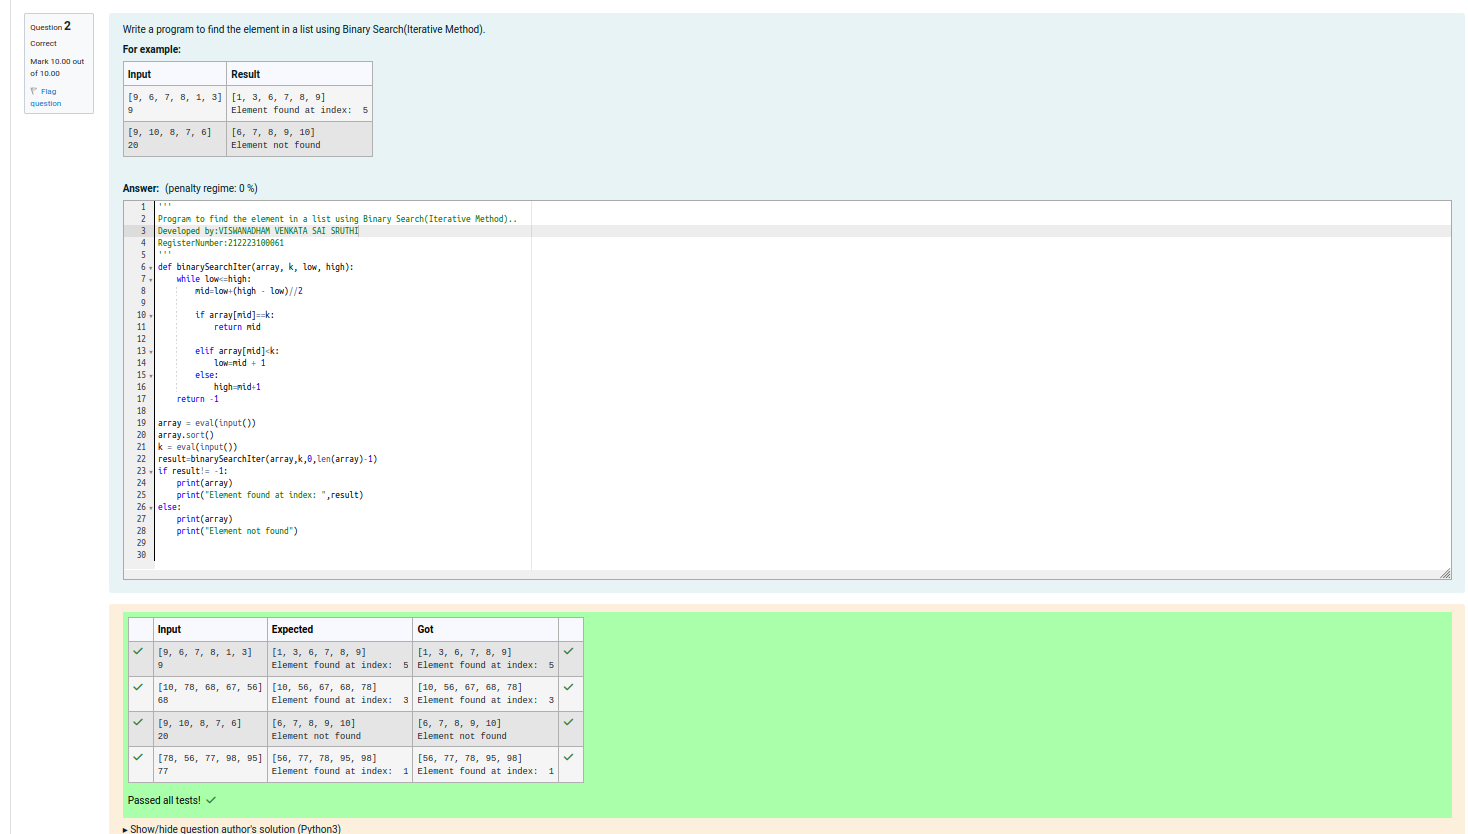 Question 2
Correct
Mark 10.00 out
of 10.00
Flag
question
Write a program to find the element in a list using Binary Search(Iterative Method).
For example:
Input Result
[9, 6, 7, 8, 1, 3] [1, 3, 6, 7, 8, 9]
9 Element found at index:  5
[9, 10, 8, 7, 6] [6, 7, 8, 9, 10]
20 Element not found
Answer: (penalty regime: 0 %)
1 '''
2 Program to find the element in a list using Binary Search(Iterative Method)..
3 Developed by:VISWANADHAM VENKATA SAI SRUTHI
4 RegisterNumber:212223100061
5 '''
6 def binarySearchIter(array, k, low, high):
7     while low<=high:
8         mid=low+(high - low)//2
9
10         if array[mid]==k:
11             return mid
12
13         elif array[mid]<k:
14             low=mid + 1
15         else:
16             high=mid+1
17     return -1
18
19 array = eval(input())
20 array.sort()
21 k = eval(input())
22 result=binarySearchIter(array,k,0,len(array)-1)
23 if result!= -1:
24     print(array)
25     print("Element found at index: ",result)
26 else:
27     print(array)
28     print("Element not found")
29
30
Input Expected Got
[9, 6, 7, 8, 1, 3] [1, 3, 6, 7, 8, 9] [1, 3, 6, 7, 8, 9]
9 Element found at index:  5 Element found at index:  5
[10, 78, 68, 67, 56] [10, 56, 67, 68, 78] [10, 56, 67, 68, 78]
68 Element found at index:  3 Element found at index:  3
[9, 10, 8, 7, 6] [6, 7, 8, 9, 10] [6, 7, 8, 9, 10]
20 Element not found Element not found
[78, 56, 77, 98, 95] [56, 77, 78, 95, 98] [56, 77, 78, 95, 98]
77 Element found at index:  1 Element found at index:  1
Passed all tests!
Show/hide question author's solution (Python3)